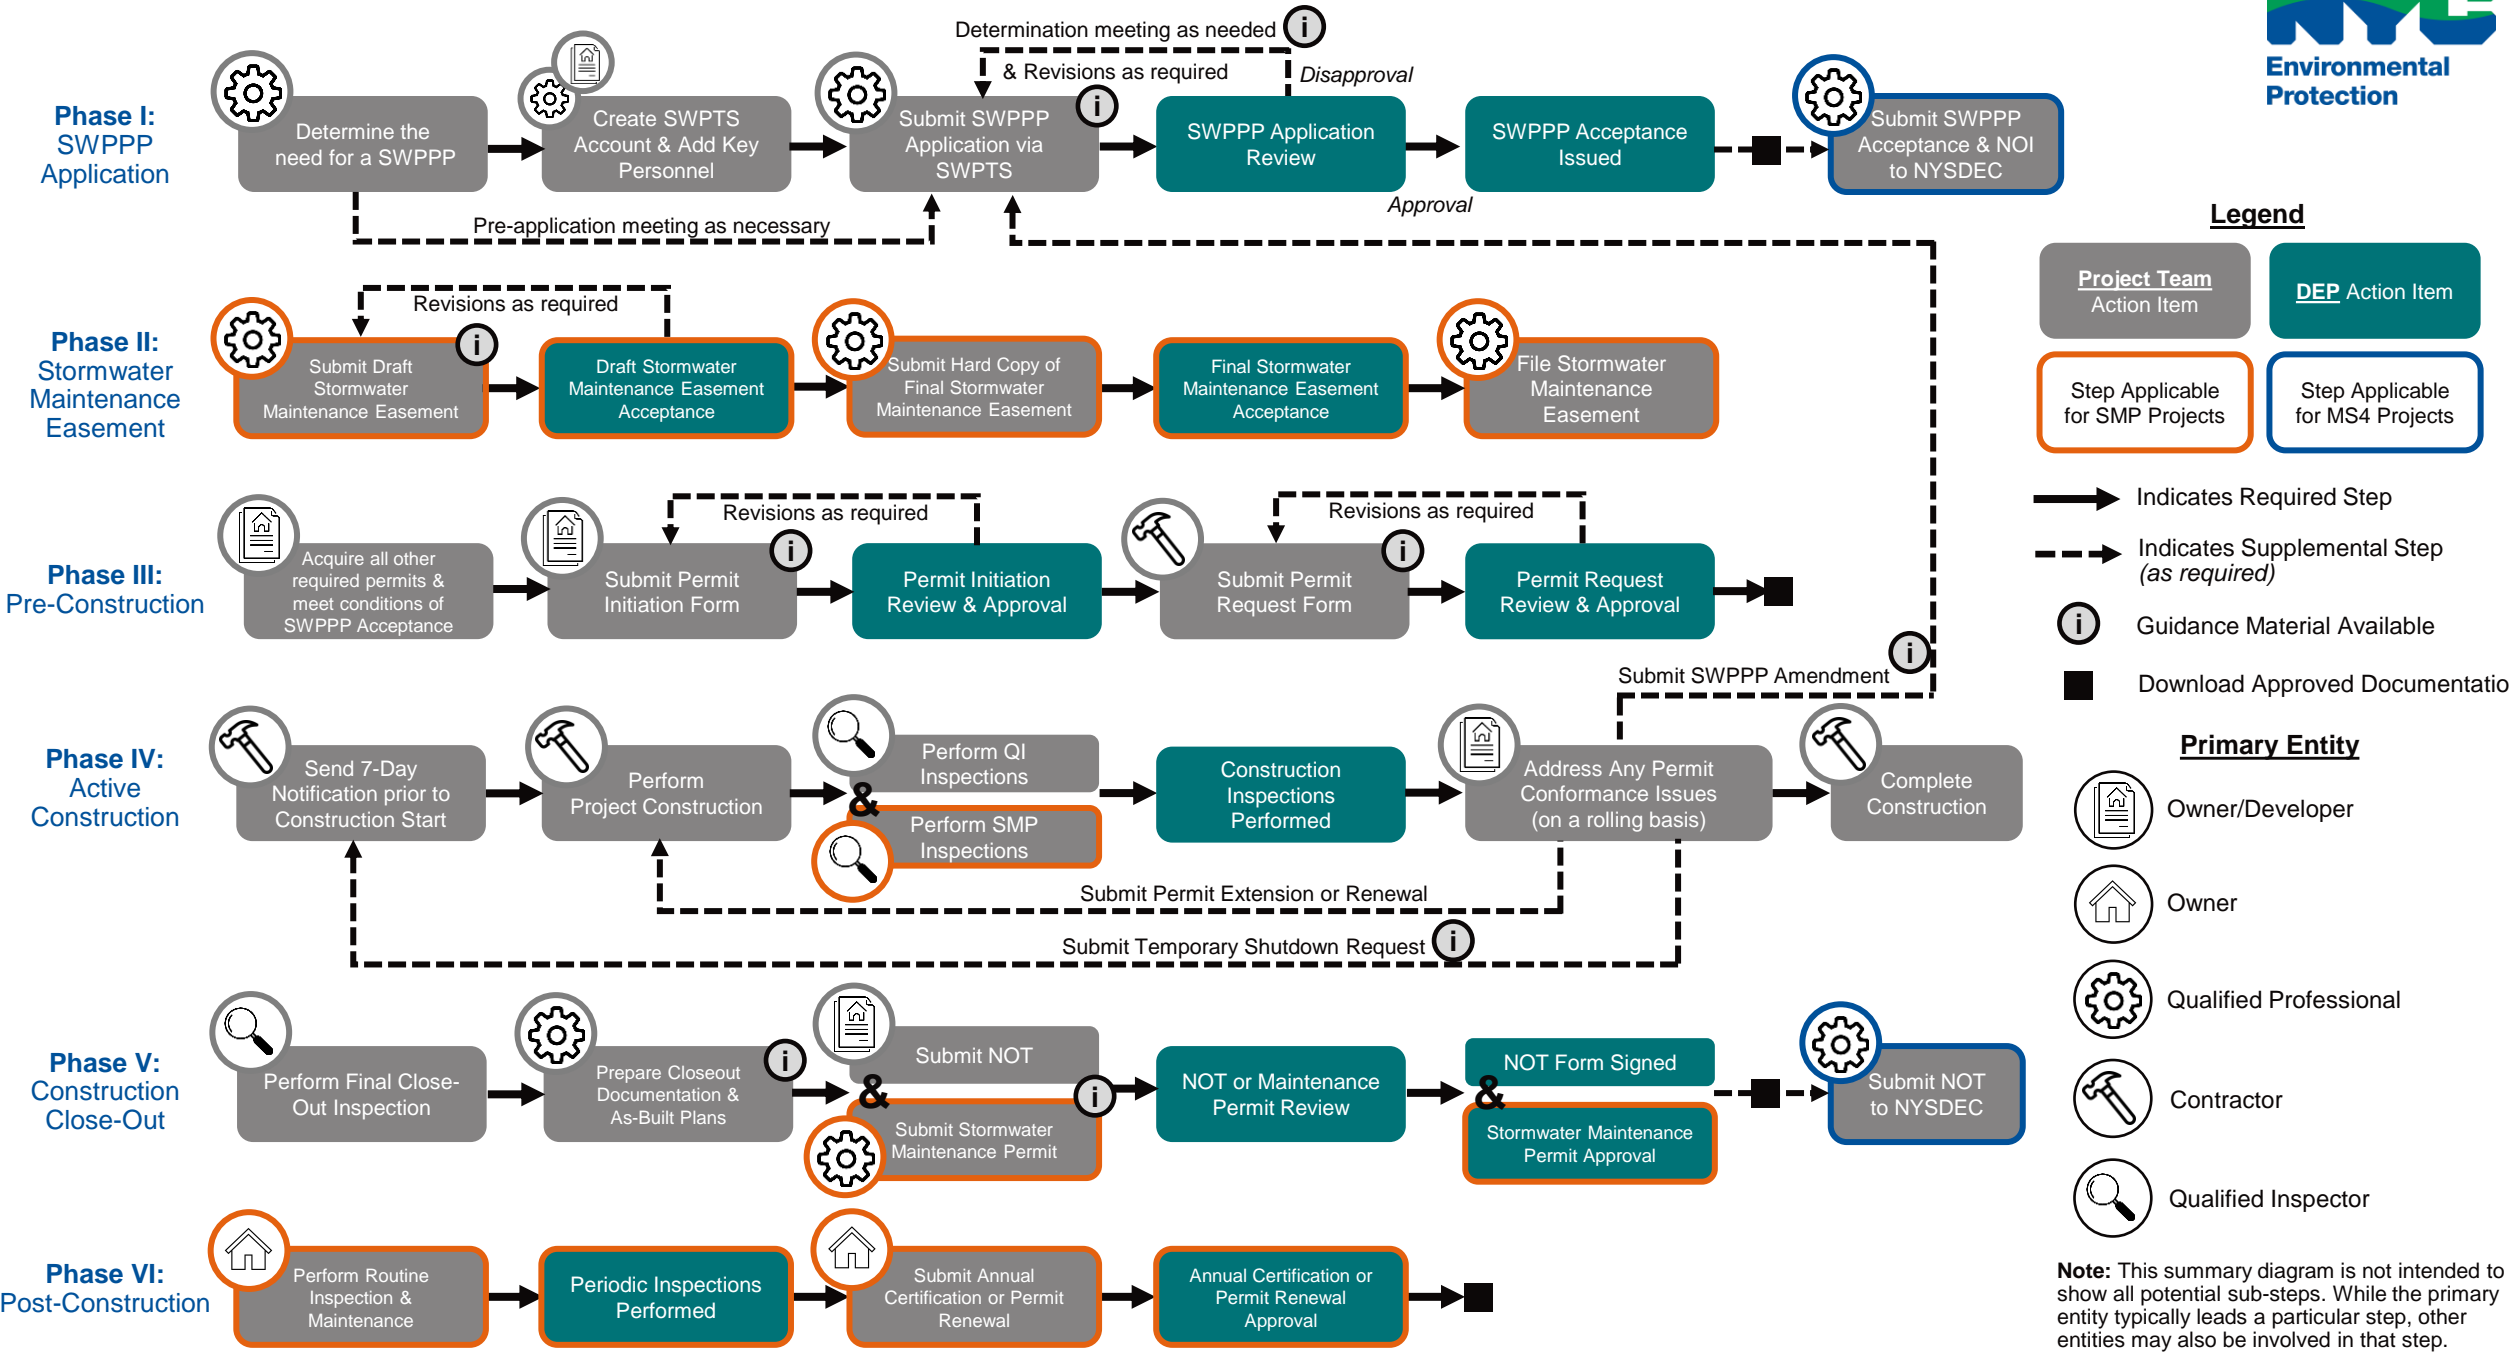 NYC
Environmental
Protection
Determination meeting as needed
i
& Revisions as required
Disapproval
Phase I:
SWPPP
Application
Determine the
need for a SWPPP
Create SWPTS
Account & Add Key
Personnel
Submit SWPPP
Application via
SWPTS
i
SWPPP Application
Review
SWPPP Acceptance
Issued
Submit SWPPP
Acceptance & NOI
to NYSDEC
Approval
Pre-application meeting as necessary
Phase II:
Stormwater
Maintenance
Easement
Revisions as required
Submit Draft
Stormwater
Maintenance Easement
i
Draft Stormwater
Maintenance Easement
Acceptance
Submit Hard Copy of
Final Stormwater
Maintenance Easement
Final Stormwater
Maintenance Easement
Acceptance
File Stormwater
Maintenance
Easement
Phase III:
Pre-Construction
Acquire all other
required permits &
meet conditions of
SWPPP Acceptance
Revisions as required
Submit Permit
Initiation Form
i
Permit Initiation
Review & Approval
Revisions as required
Submit Permit
Request Form
i
Permit Request
Review & Approval
Submit SWPPP Amendment
i
Phase IV:
Active
Construction
Send 7-Day
Notification prior to
Construction Start
Perform
Project Construction
Perform QI
Inspections
&
Perform SMP
Inspections
Construction
Inspections
Performed
Address Any Permit
Conformance Issues
(on a rolling basis)
Complete
Construction
Submit Permit Extension or Renewal
Submit Temporary Shutdown Request
i
Phase V:
Construction
Close-Out
Perform Final Close-
Out Inspection
Prepare Closeout
Documentation &
As-Built Plans
i
Submit NOT
&
Submit Stormwater
Maintenance Permit
i
NOT or Maintenance
Permit Review
NOT Form Signed
&
Stormwater Maintenance
Permit Approval
Submit NOT
to NYSDEC
Phase VI:
Post-Construction
Perform Routine
Inspection &
Maintenance
Periodic Inspections
Performed
Submit Annual
Certification or Permit
Renewal
Annual Certification or
Permit Renewal
Approval
Legend
Project Team
Action Item
DEP Action Item
Step Applicable
for SMP Projects
Step Applicable
for MS4 Projects
Indicates Required Step
Indicates Supplemental Step
(as required)
i
Guidance Material Available
Download Approved Documentatio
Primary Entity
Owner/Developer
Owner
Qualified Professional
Contractor
Qualified Inspector
Note: This summary diagram is not intended to
show all potential sub-steps. While the primary
entity typically leads a particular step, other
entities may also be involved in that step.